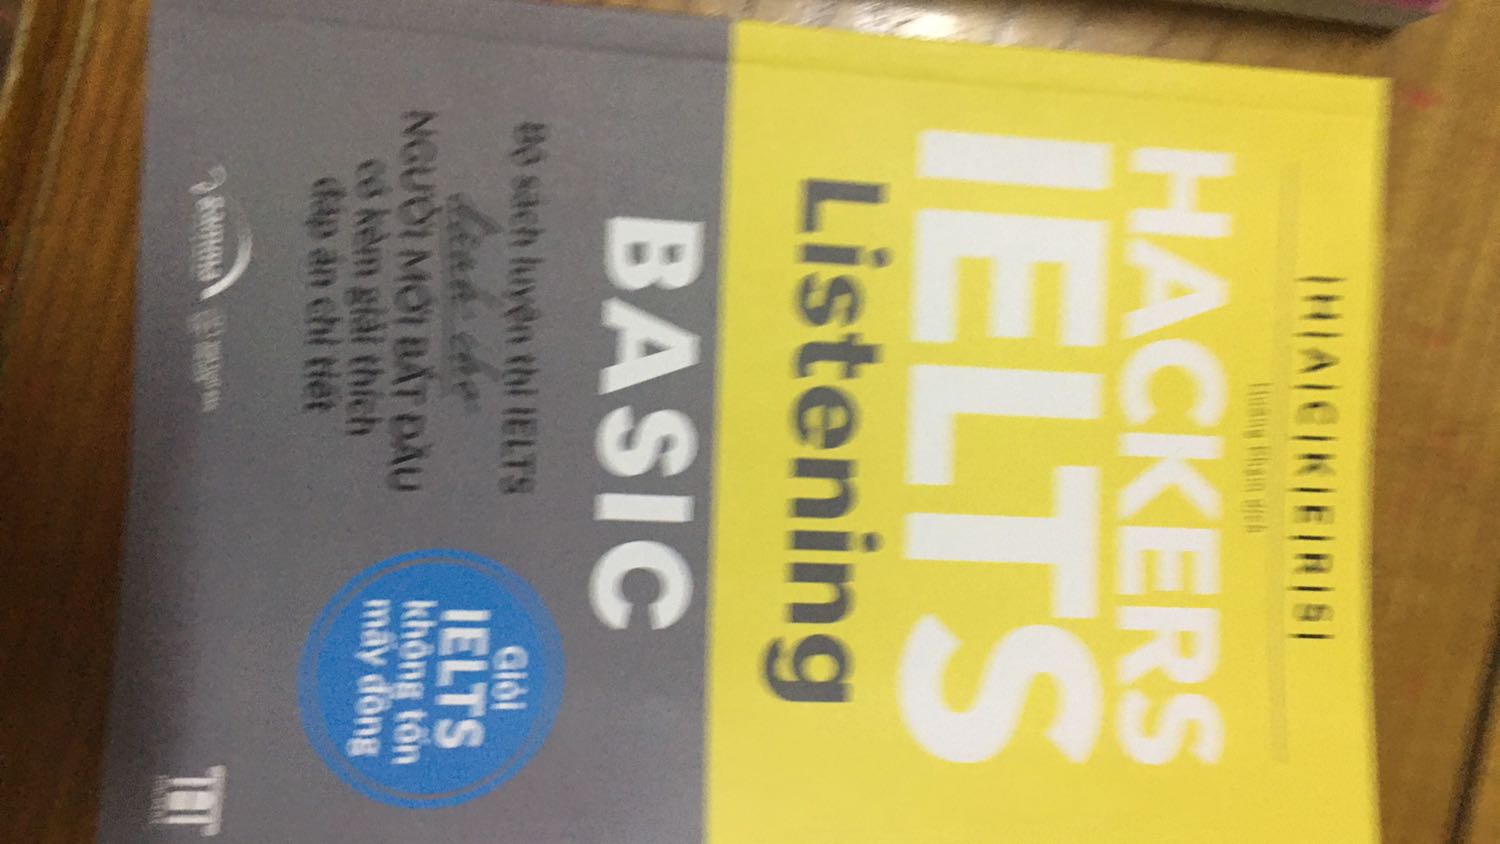 |H|A|C|K|E|R|S|
HACKERS
IELTS
Listening
BASIC
Bộ sách luyện thi IELTS
dành cho
NGƯỜI MỚI BẮT ĐẦU
có kèm giải thích
đáp án chi tiết
Giỏi
IELTS
không tốn
mấy đồng